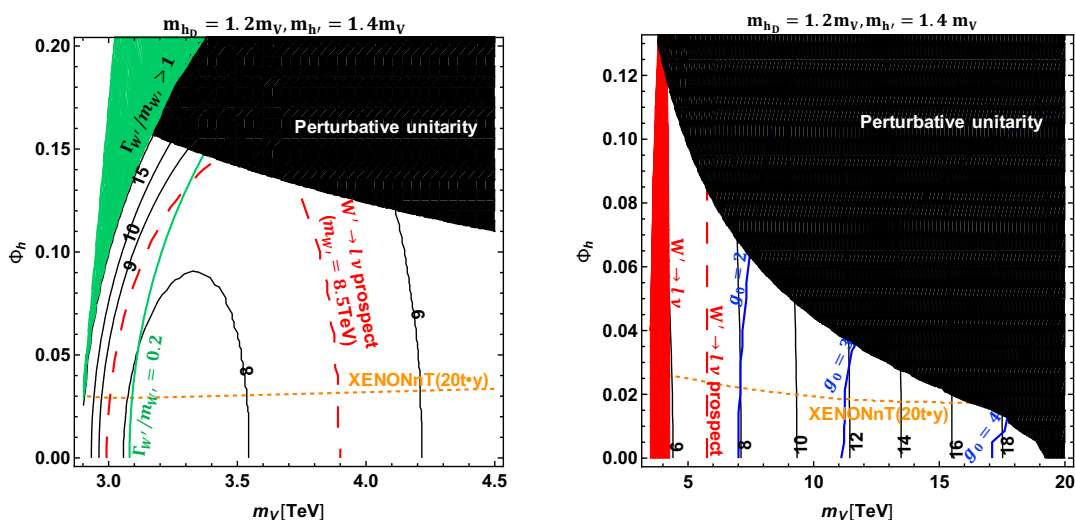 m_{h_D} = 1.2m_V, m_{h'} = 1.4m_V
0.20
0.15
0.10
0.05
0.00
Φ_h
Γ_{W'}/m_{W'} > 1
15
10
9
Γ_{W'}/m_{W'} = 0.2
8
Perturbative unitarity
W' → l ν prospect
(m_{W'} = 8.5TeV)
9
XENONnT(20t•y)
3.0 3.5 4.0 4.5
m_V[TeV]
m_{h_D} = 1.2m_V, m_{h'} = 1.4 m_V
0.12
0.10
0.08
0.06
0.04
0.02
0.00
Φ_h
Perturbative unitarity
W' → l ν
W' → l ν prospect
g_0 = 2
g_0 = 3
g_0 = 4
XENONnT(20t•y)
6 8 10 12 14 16 18
5 10 15 20
m_V[TeV]